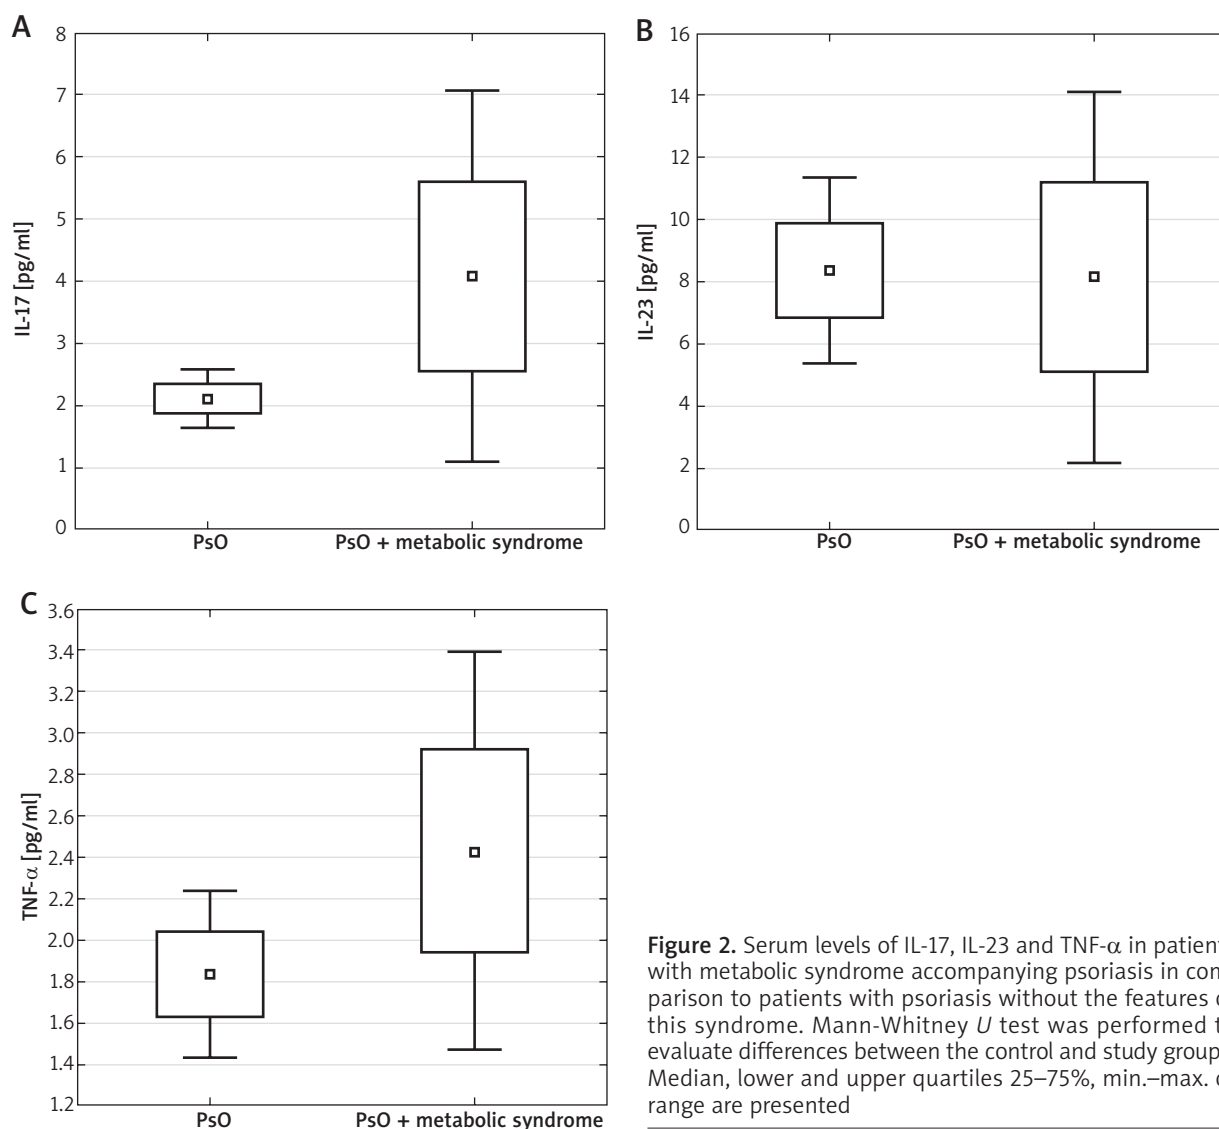 A
8
7
6
5
4
3
2
1
0
IL-17 [pg/ml]
PsO
PsO + metabolic syndrome
B
16
14
12
10
8
6
4
2
0
IL-23 [pg/ml]
PsO
PsO + metabolic syndrome
C
3.6
3.4
3.2
3.0
2.8
2.6
2.4
2.2
2.0
1.8
1.6
1.4
1.2
TNF-α [pg/ml]
PsO
PsO + metabolic syndrome
Figure 2. Serum levels of IL-17, IL-23 and TNF-α in patient
with metabolic syndrome accompanying psoriasis in com
parison to patients with psoriasis without the features
this syndrome. Mann-Whitney U test was performed
evaluate differences between the control and study group
Median, lower and upper quartiles 25–75%, min.–max.
range are presented